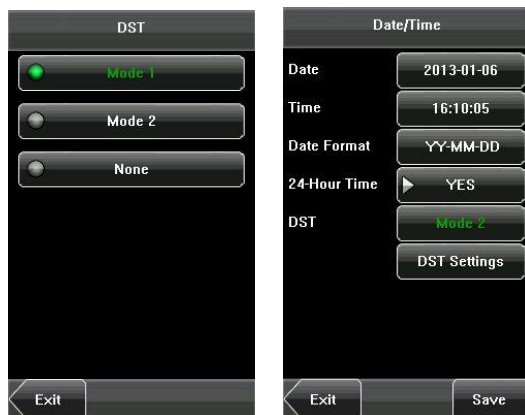 DST
Mode 1
Mode 2
None
Exit
Date/Time
Date 2013-01-06
Time 16:10:05
Date Format YY-MM-DD
24-Hour Time YES
DST Mode 2
DST Settings
Exit Save